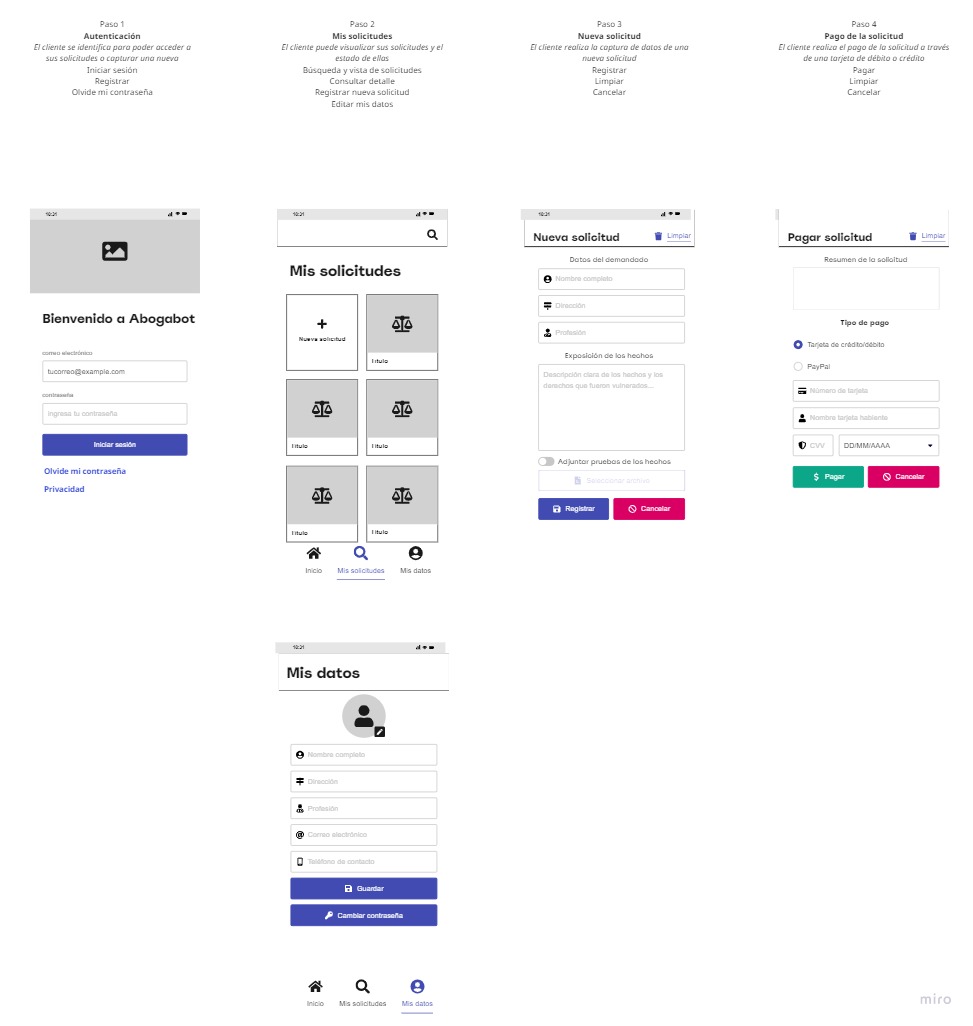 Paso 1
Autenticación
El cliente se identifica para poder acceder a
sus solicitudes o capturar una nueva
Iniciar sesión
Registrar
Olvide mi contraseña
Paso 2
Mis solicitudes
El cliente puede visualizar sus solicitudes y el
estado de ellas
Búsqueda y vista de solicitudes
Consultar detalle
Registrar nueva solicitud
Editar mis datos
Paso 3
Nueva solicitud
El cliente realiza la captura de datos de una
nueva solicitud
Registrar
Limpiar
Cancelar
Paso 4
Pago de la solicitud
El cliente realiza el pago de la solicitud a través
de una tarjeta de débito o crédito
Pagar
Limpiar
Cancelar
10:21
Bienvenido a Abogabot
correo electrónico
tucorreo@example.com
contraseña
Ingresa tu contraseña
Iniciar sesión
Olvide mi contraseña
Privacidad
10:21
Mis solicitudes
Nueva solicitud
Titulo
Titulo
Titulo
Titulo
Titulo
Inicio
Mis solicitudes
Mis datos
10:21
Nueva solicitud
Limpiar
Datos del demandado
Nombre completo
Dirección
Profesión
Exposición de los hechos
Descripción clara de los hechos y los
derechos que fueron vulnerados...
Adjuntar pruebas de los hechos
Seleccionar archivo
Registrar
Cancelar
Pagar solicitud
Limpiar
Resumen de la solicitud
Tipo de pago
Tarjeta de crédito/débito
PayPal
Número de tarjeta
Nombre tarjeta habiente
CVV
DD/MM/AAAA
Pagar
Cancelar
10:21
Mis datos
Nombre completo
Dirección
Profesión
Correo electrónico
Teléfono de contacto
Guardar
Cambiar contraseña
Inicio
Mis solicitudes
Mis datos
miro